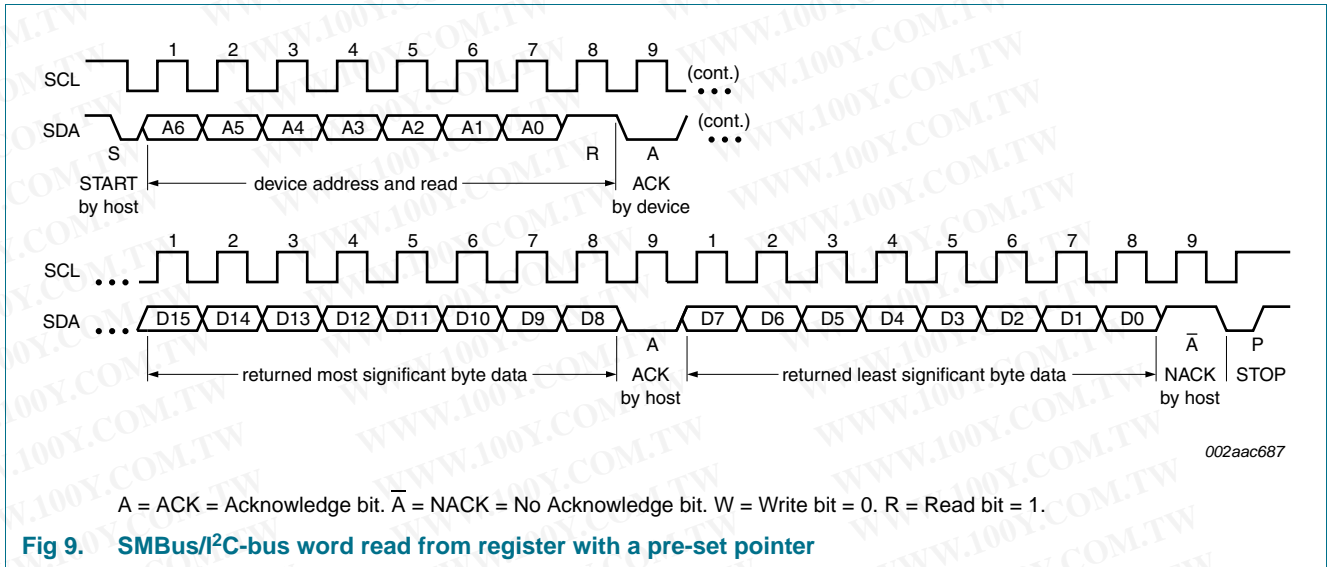 1 2 3 4 5 6 7 8 9
SCL (cont.)
SDA A6 A5 A4 A3 A2 A1 A0 (cont.)
S R A
START device address and read ACK
by host by device
1 2 3 4 5 6 7 8 9 1 2 3 4 5 6 7 8 9
SCL
SDA D15 D14 D13 D12 D11 D10 D9 D8 D7 D6 D5 D4 D3 D2 D1 D0
A A̅ P
returned most significant byte data ACK returned least significant byte data NACK STOP
by host by host
002aac687
A = ACK = Acknowledge bit. A̅ = NACK = No Acknowledge bit. W = Write bit = 0. R = Read bit = 1.
Fig 9. SMBus/I²C-bus word read from register with a pre-set pointer
WWW.100Y.COM.TW